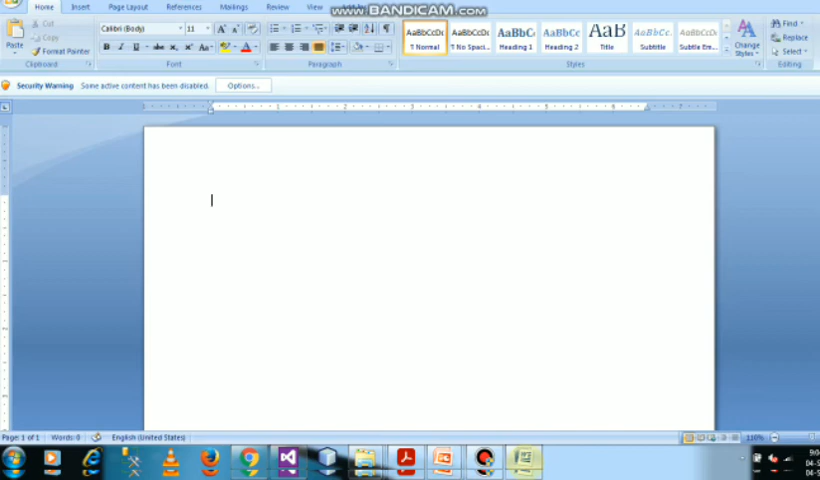 www.BANDICAM.com
Home Insert Page Layout References Mailings Review View
Paste Cut Copy Format Painter
Calibri (Body) 11
AaBbCcDc AaBbCcDc AaBbC AaBbCc AaB AaBbCc. AaBbCcDc
¶ Normal ¶ No Spaci... Heading 1 Heading 2 Title Subtitle Subtle Em...
Change Styles
Find Replace Select
Clipboard Font Paragraph Styles Editing
Security Warning Some active content has been disabled. Options...
Page: 1 of 1 Words: 0 English (United States) 110%